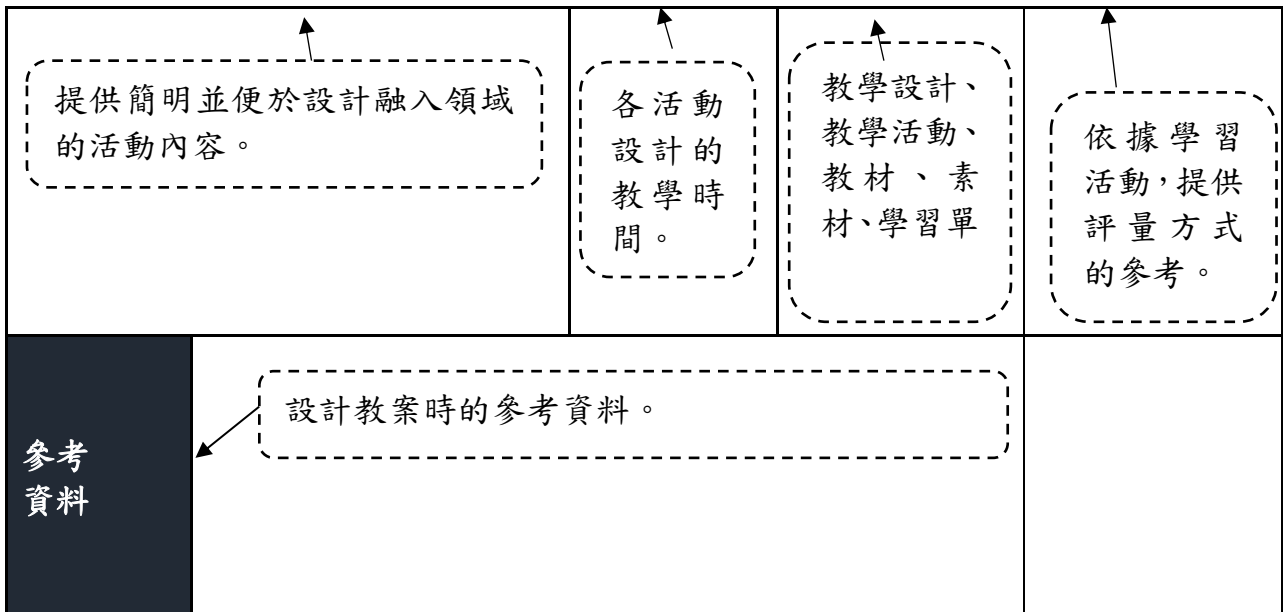 提供簡明並便於設計融入領域
的活動內容。
各活動
設計的
教學時
間。
教學設計、
教學活動、
教材、素
材、學習單
依據學習
活動，提供
評量方式
的參考。
參考
資料
設計教案時的參考資料。